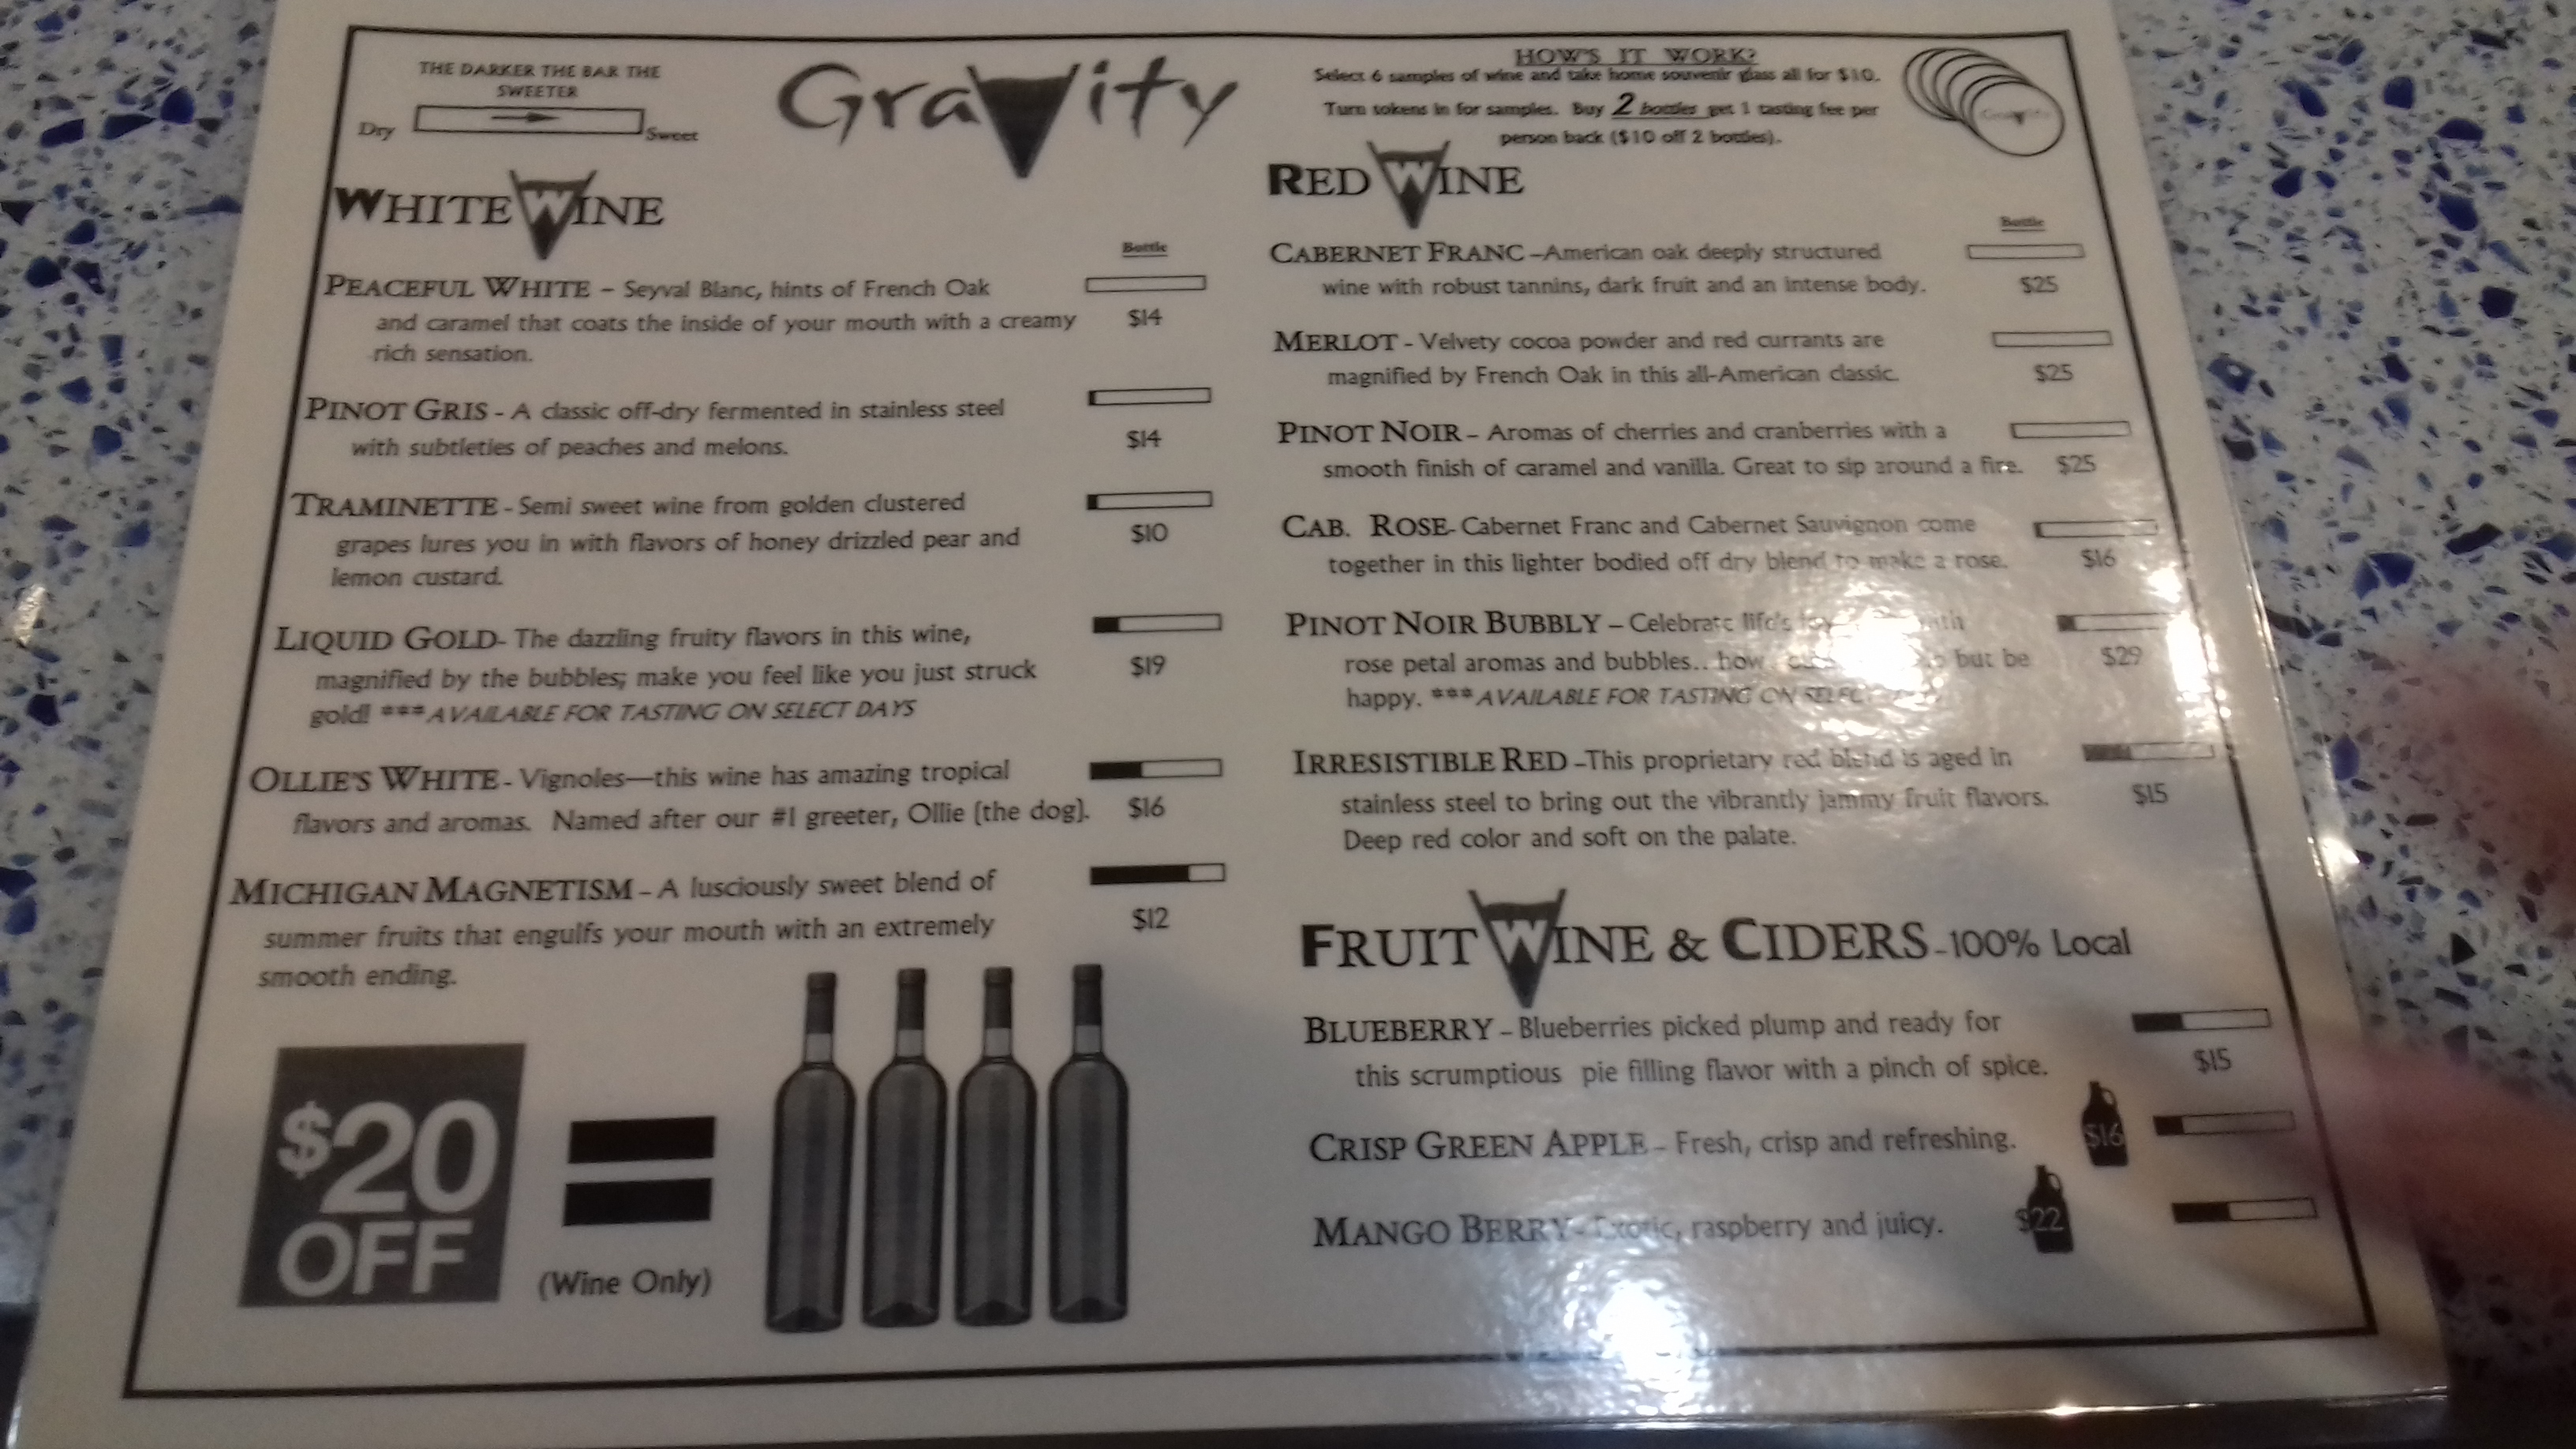 THE DARKER THE BAR THE
SWEETER
Dry
Sweet
Gravity
HOW'S IT WORK?
Select 6 samples of wine and take home souvenir glass all for $10.
Turn tokens in for samples. Buy 2 bottles get 1 tasting fee per
person back ($10 off 2 bottles).
WHITE WINE
Bottle
PEACEFUL WHITE – Seyval Blanc, hints of French Oak
and caramel that coats the inside of your mouth with a creamy
$14
rich sensation.
PINOT GRIS - A classic off-dry fermented in stainless steel
with subtleties of peaches and melons.
$14
TRAMINETTE - Semi sweet wine from golden clustered
grapes lures you in with flavors of honey drizzled pear and
$10
lemon custard.
LIQUID GOLD- The dazzling fruity flavors in this wine,
magnified by the bubbles; make you feel like you just struck
$19
gold! ***AVAILABLE FOR TASTING ON SELECT DAYS
OLLIE'S WHITE - Vignoles—this wine has amazing tropical
flavors and aromas. Named after our #1 greeter, Ollie (the dog).
$16
MICHIGAN MAGNETISM – A lusciously sweet blend of
summer fruits that engulfs your mouth with an extremely
$12
smooth ending.
$20
OFF
(Wine Only)
RED WINE
Bottle
CABERNET FRANC –American oak deeply structured
wine with robust tannins, dark fruit and an intense body.
$25
MERLOT - Velvety cocoa powder and red currants are
magnified by French Oak in this all-American classic.
$25
PINOT NOIR – Aromas of cherries and cranberries with a
smooth finish of caramel and vanilla. Great to sip around a fire.
$25
CAB. ROSE- Cabernet Franc and Cabernet Sauvignon come
together in this lighter bodied off dry blend to make a rose.
$16
PINOT NOIR BUBBLY – Celebrate life's with
rose petal aromas and bubbles.. how but be
$29
happy. ***AVAILABLE FOR TASTING ON
IRRESISTIBLE RED –This proprietary red blend is aged in
stainless steel to bring out the vibrantly jammy fruit flavors.
$15
Deep red color and soft on the palate.
FRUIT WINE & CIDERS –100% Local
BLUEBERRY – Blueberries picked plump and ready for
this scrumptious pie filling flavor with a pinch of spice.
$15
CRISP GREEN APPLE – Fresh, crisp and refreshing.
$16
MANGO BERRY - Exotic, raspberry and juicy.
$22